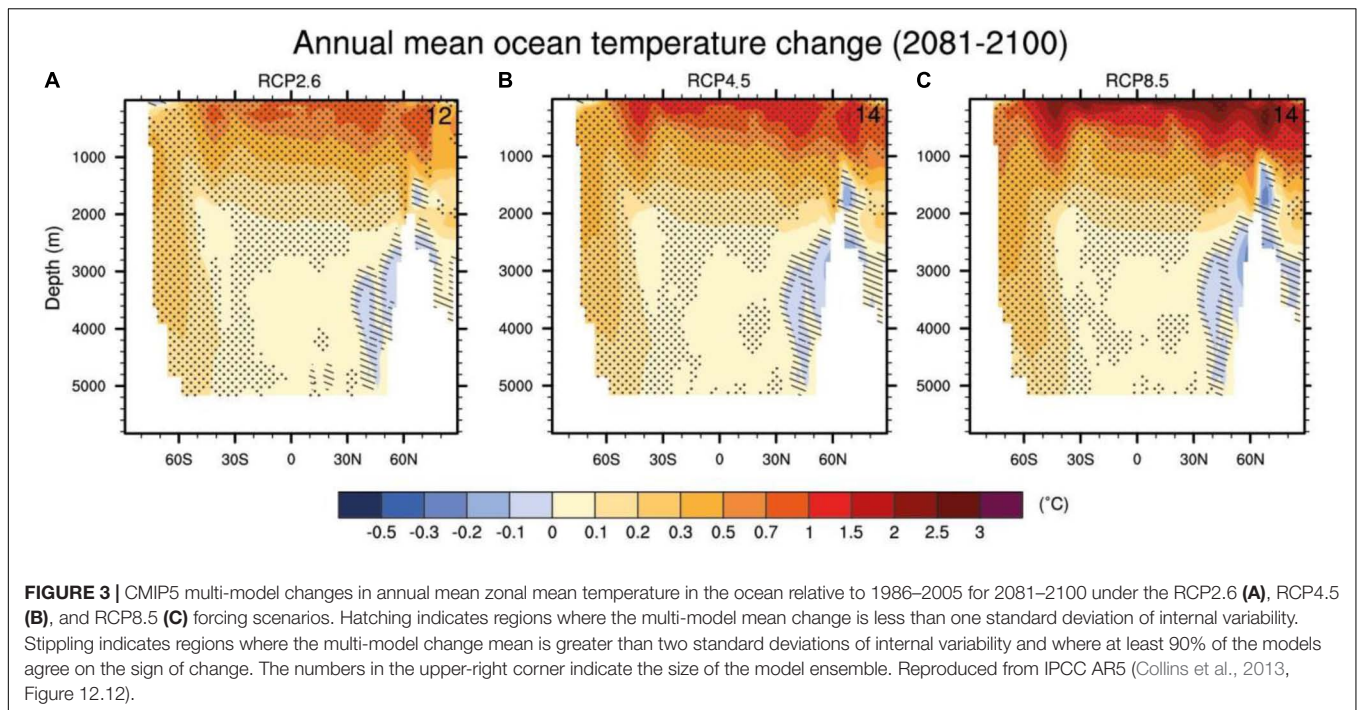 Annual mean ocean temperature change (2081-2100)
A RCP2.6 B RCP4.5 C RCP8.5
12 14 14
1000 1000 1000
2000 2000 2000
Depth (m)
3000 3000 3000
4000 4000 4000
5000 5000 5000
60S 30S 0 30N 60N 60S 30S 0 30N 60N 60S 30S 0 30N 60N
(°C)
-0.5 -0.3 -0.2 -0.1 0 0.1 0.2 0.3 0.5 0.7 1 1.5 2 2.5 3
FIGURE 3 | CMIP5 multi-model changes in annual mean zonal mean temperature in the ocean relative to 1986–2005 for 2081–2100 under the RCP2.6 (A), RCP4.5
(B), and RCP8.5 (C) forcing scenarios. Hatching indicates regions where the multi-model mean change is less than one standard deviation of internal variability.
Stippling indicates regions where the multi-model change mean is greater than two standard deviations of internal variability and where at least 90% of the models
agree on the sign of change. The numbers in the upper-right corner indicate the size of the model ensemble. Reproduced from IPCC AR5 (Collins et al., 2013,
Figure 12.12).